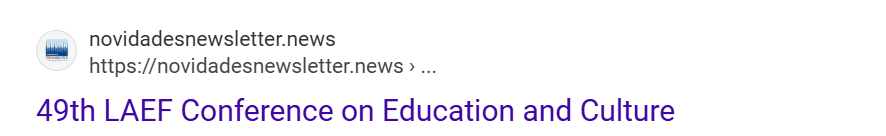 novidadesnewsletter.news
https://novidadesnewsletter.news › ...
49th LAEF Conference on Education and Culture